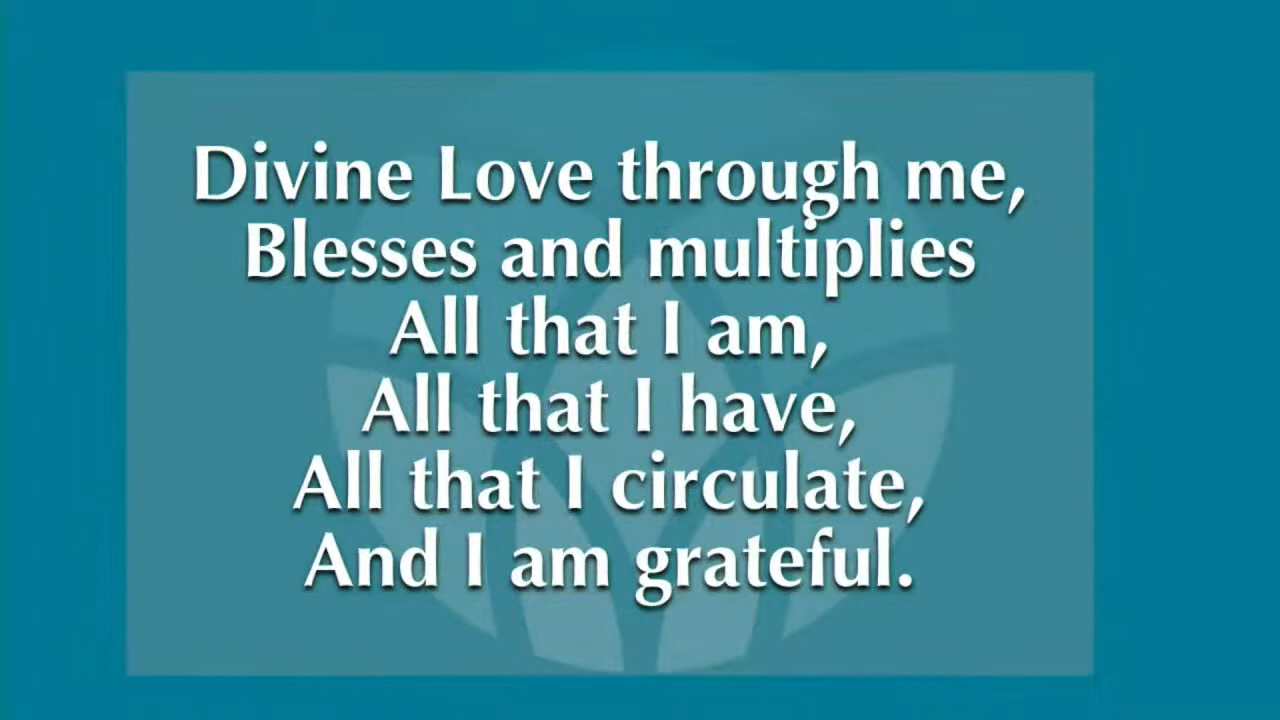 Divine Love through me,
Blesses and multiplies
All that I am,
All that I have,
All that I circulate,
And I am grateful.